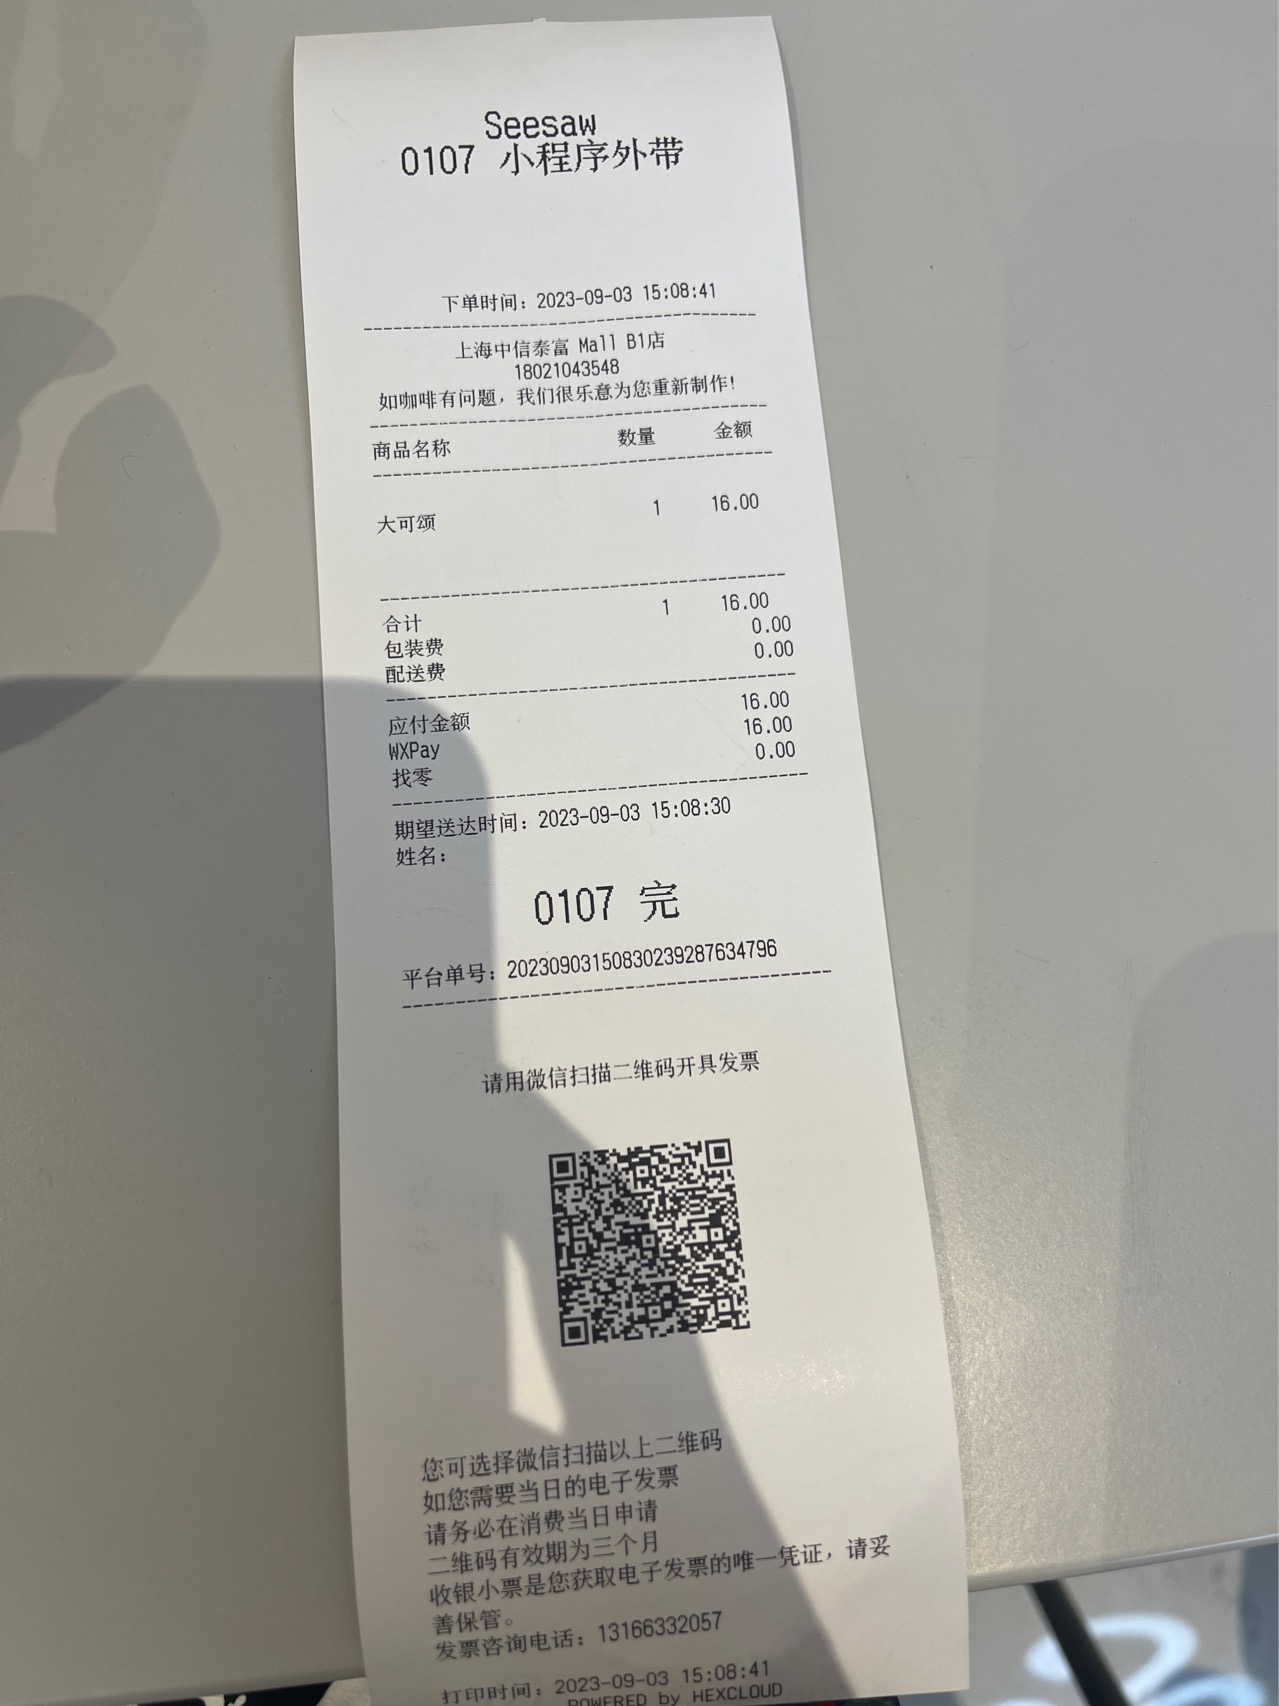 Seesaw
0107 小程序外带
下单时间：2023-09-03 15:08:41
上海中信泰富 Mall B1店
18021043548
如咖啡有问题，我们很乐意为您重新制作！
商品名称 数量 金额
大可颂 1 16.00
合计 1 16.00
包装费 0.00
配送费 0.00
应付金额 16.00
WXPay 16.00
找零 0.00
期望送达时间：2023-09-03 15:08:30
姓名：
0107 完
平台单号：20230903150830239287634796
请用微信扫描二维码开具发票
您可选择微信扫描以上二维码
如您需要当日的电子发票
请务必在消费当日申请
二维码有效期为三个月
收银小票是您获取电子发票的唯一凭证，请妥
善保管。
发票咨询电话：13166332057
打印时间：2023-09-03 15:08:41
POWERED by HEXCLOUD